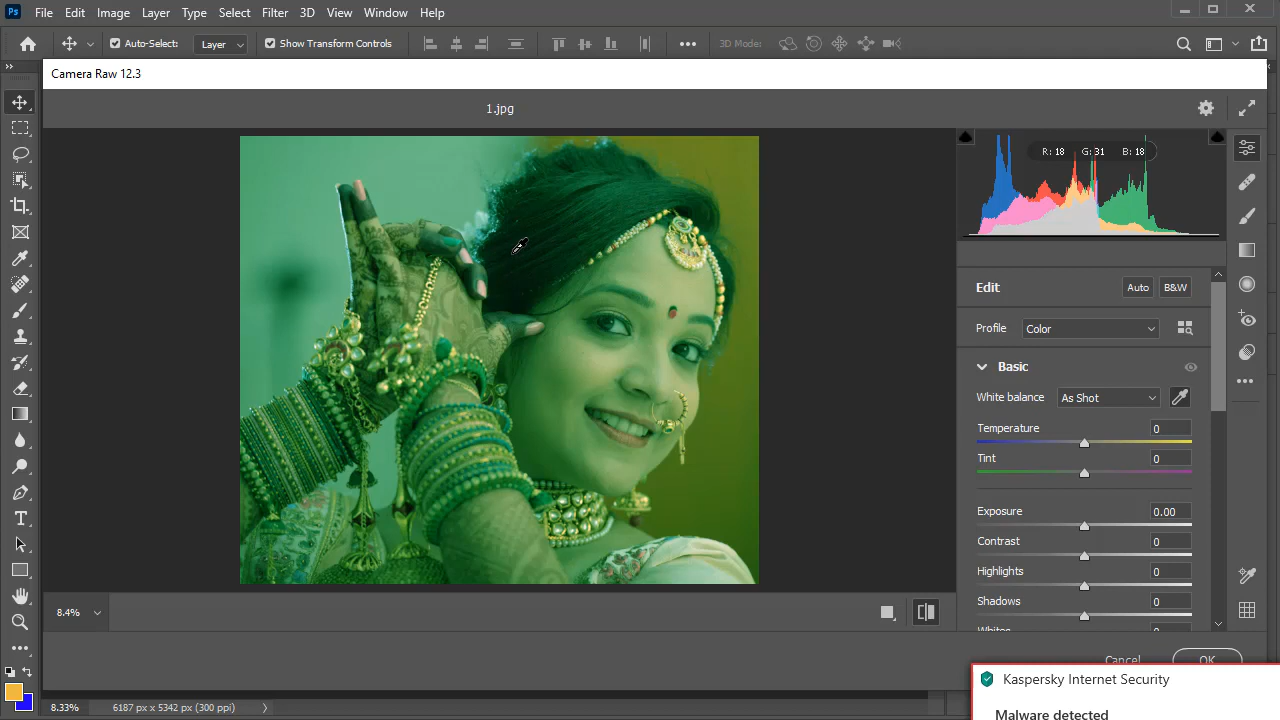 Ps File Edit Image Layer Type Select Filter 3D View Window Help
Auto-Select: Layer Show Transform Controls 3D Mode:
Camera Raw 12.3
1.jpg
R: 18 G: 31 B: 18
Edit Auto B&W
Profile Color
Basic
White balance As Shot
Temperature 0
Tint 0
Exposure 0.00
Contrast 0
Highlights 0
Shadows 0
Whites 0
8.4%
Cancel OK
Kaspersky Internet Security
8.33% 6187 px x 5342 px (300 ppi)
Malware detected